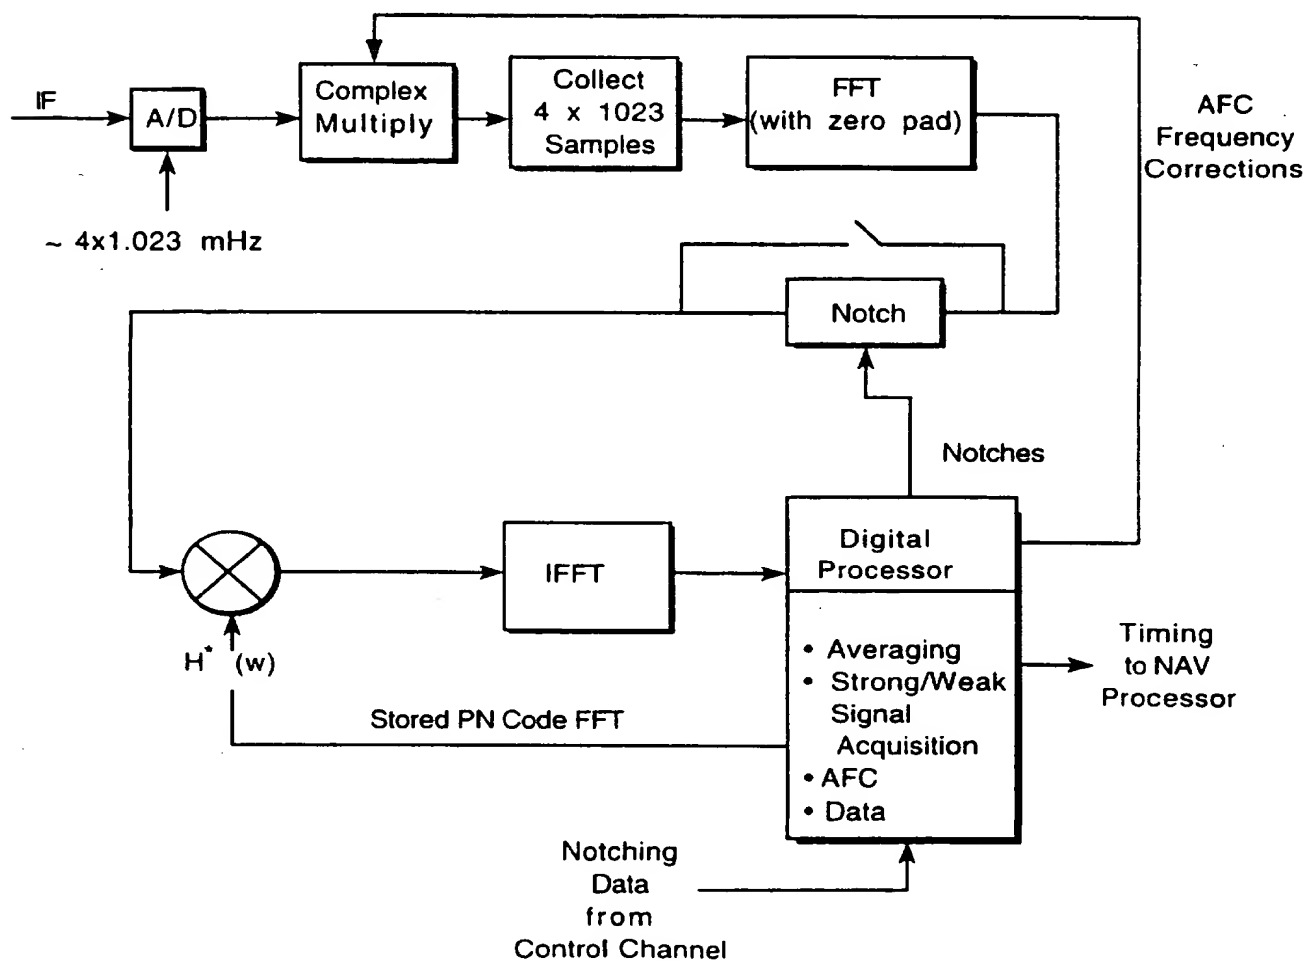 IF
A/D
~ 4x1.023 mHz
Complex
Multiply
Collect
4 x 1023
Samples
FFT
(with zero pad)
AFC
Frequency
Corrections
Notch
Notches
H* (w)
IFFT
Stored PN Code FFT
Digital
Processor
• Averaging
• Strong/Weak
Signal
Acquisition
• AFC
• Data
Timing
to NAV
Processor
Notching
Data
from
Control Channel